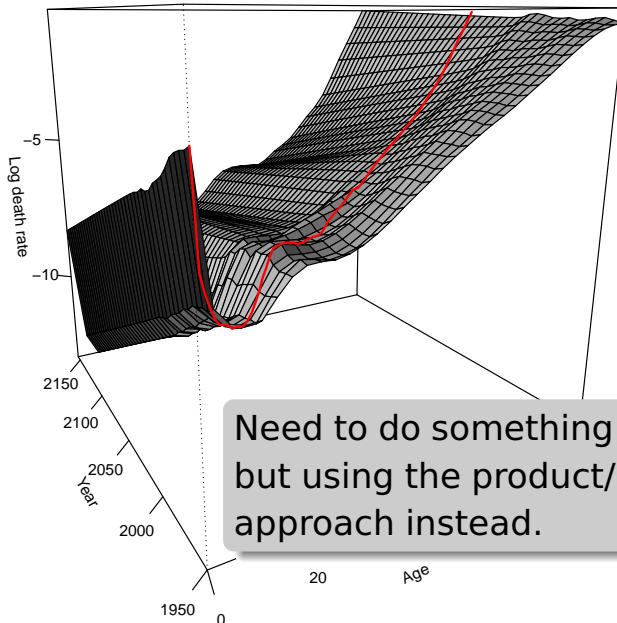 −5
Log death rate
−10
2150
2100
2050
Year
2000
1950
0
20
Age
Need to do something
but using the product/
approach instead.